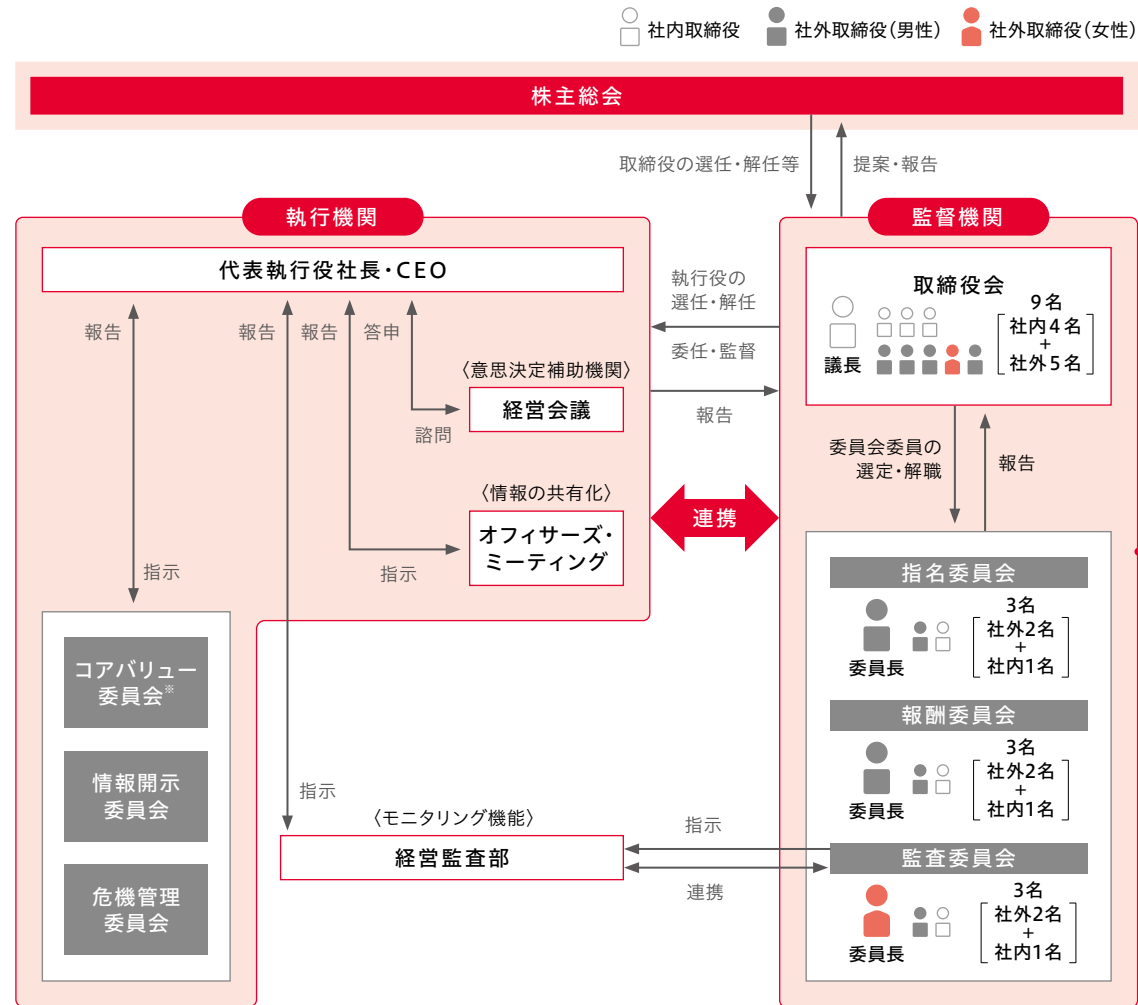 社内取締役
社外取締役(男性)
社外取締役(女性)
株主総会
取締役の選任・解任等
提案・報告
執行機関
代表執行役社長・CEO
報告
報告
報告
答申
〈意思決定補助機関〉
経営会議
諮問
〈情報の共有化〉
オフィサーズ・
ミーティング
指示
指示
コアバリュー
委員会※
情報開示
委員会
危機管理
委員会
指示
〈モニタリング機能〉
経営監査部
執行役の
選任・解任
委任・監督
報告
連携
指示
連携
監督機関
取締役会
議長
9名
社内4名
+
社外5名
委員会委員の
選定・解職
報告
指名委員会
委員長
3名
社外2名
+
社内1名
報酬委員会
委員長
3名
社外2名
+
社内1名
監査委員会
委員長
3名
社外2名
+
社内1名